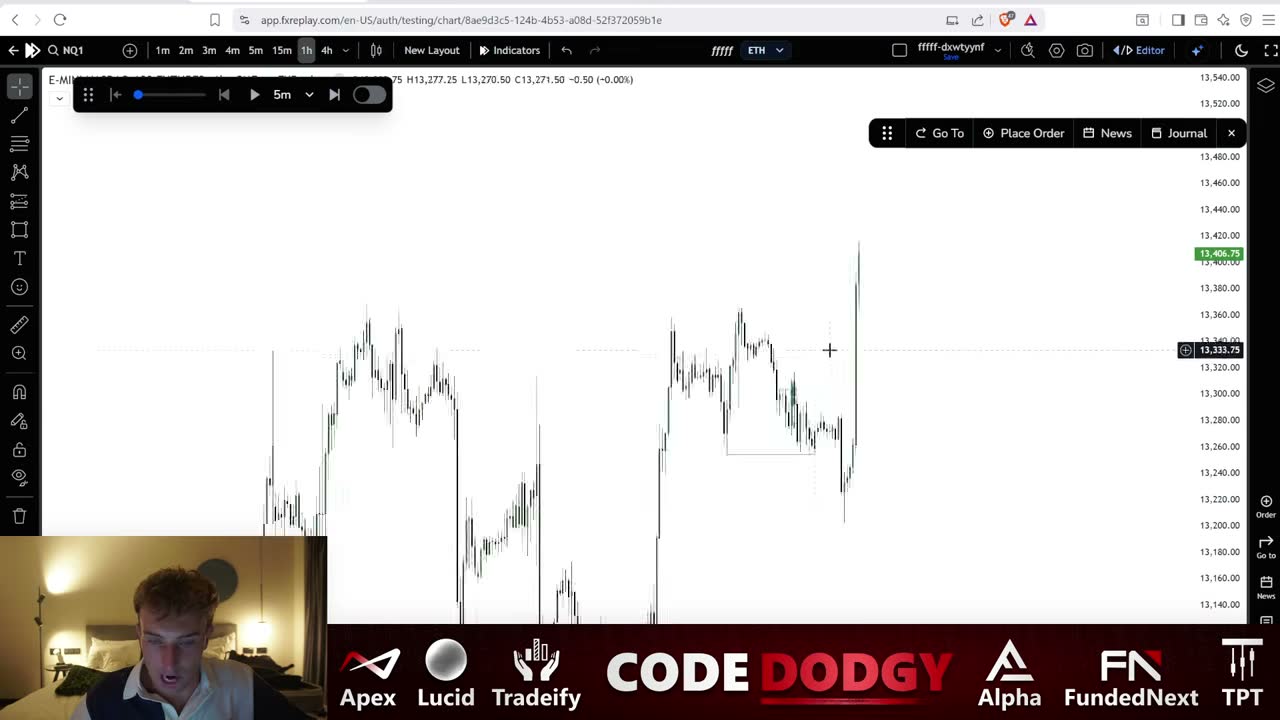 app.fxreplay.com/en-US/auth/testing/chart/8ae9d3c5-124b-4b53-a08d-52f372059b1e
NQ1 1m 2m 3m 4m 5m 15m 1h 4h New Layout Indicators fffff ETH fffff-dxwtyynf Save Editor
H13,277.25 L13,270.50 C13,271.50 −0.50 (−0.00%)
5m
Go To Place Order News Journal
13,540.00
13,520.00
13,480.00
13,460.00
13,440.00
13,420.00
13,406.75
13,400.00
13,380.00
13,360.00
13,333.75
13,320.00
13,300.00
13,280.00
13,260.00
13,240.00
13,220.00
13,200.00
13,180.00
13,160.00
13,140.00
Order
Go to
News
Apex Lucid Tradeify CODE DODGY Alpha FN FundedNext TPT